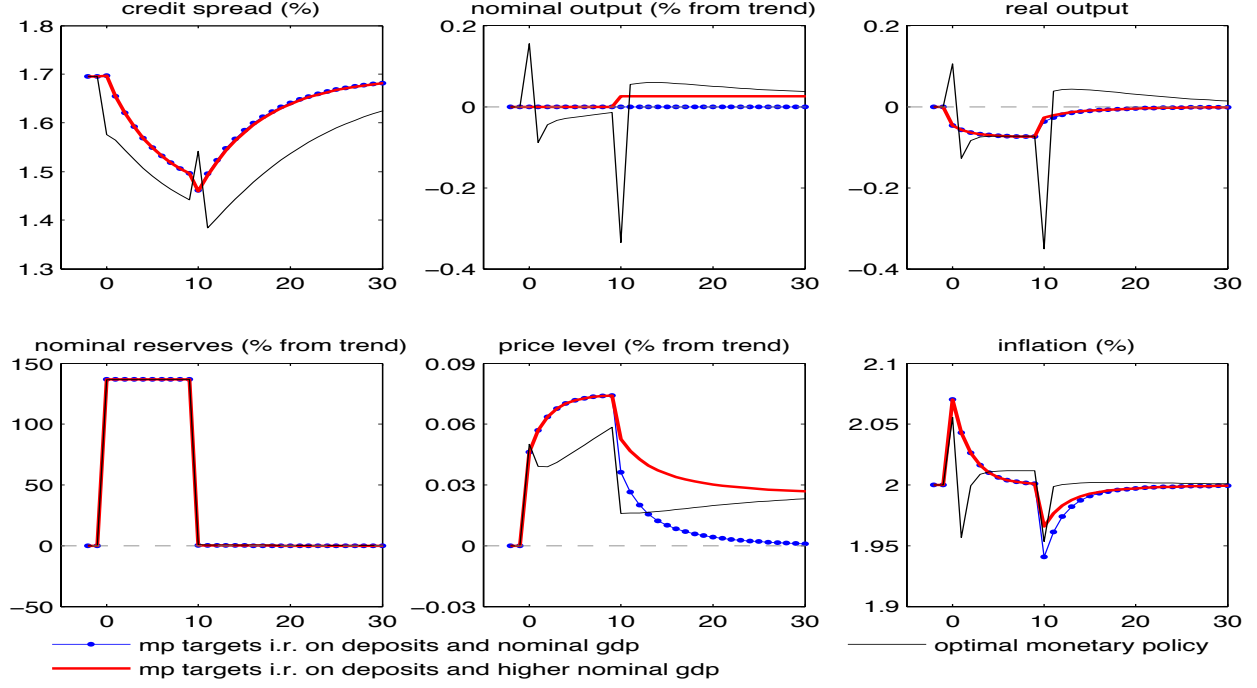 credit spread (%)
nominal output (% from trend)
real output
1.8
1.7
1.6
1.5
1.4
1.3
0 10 20 30
0.2
0
−0.2
−0.4
0 10 20 30
0.2
0
−0.2
−0.4
0 10 20 30
nominal reserves (% from trend)
price level (% from trend)
inflation (%)
150
100
50
0
−50
0 10 20 30
0.09
0.06
0.03
0
−0.03
0 10 20 30
2.1
2.05
2
1.95
1.9
0 10 20 30
mp targets i.r. on deposits and nominal gdp
mp targets i.r. on deposits and higher nominal gdp
optimal monetary policy